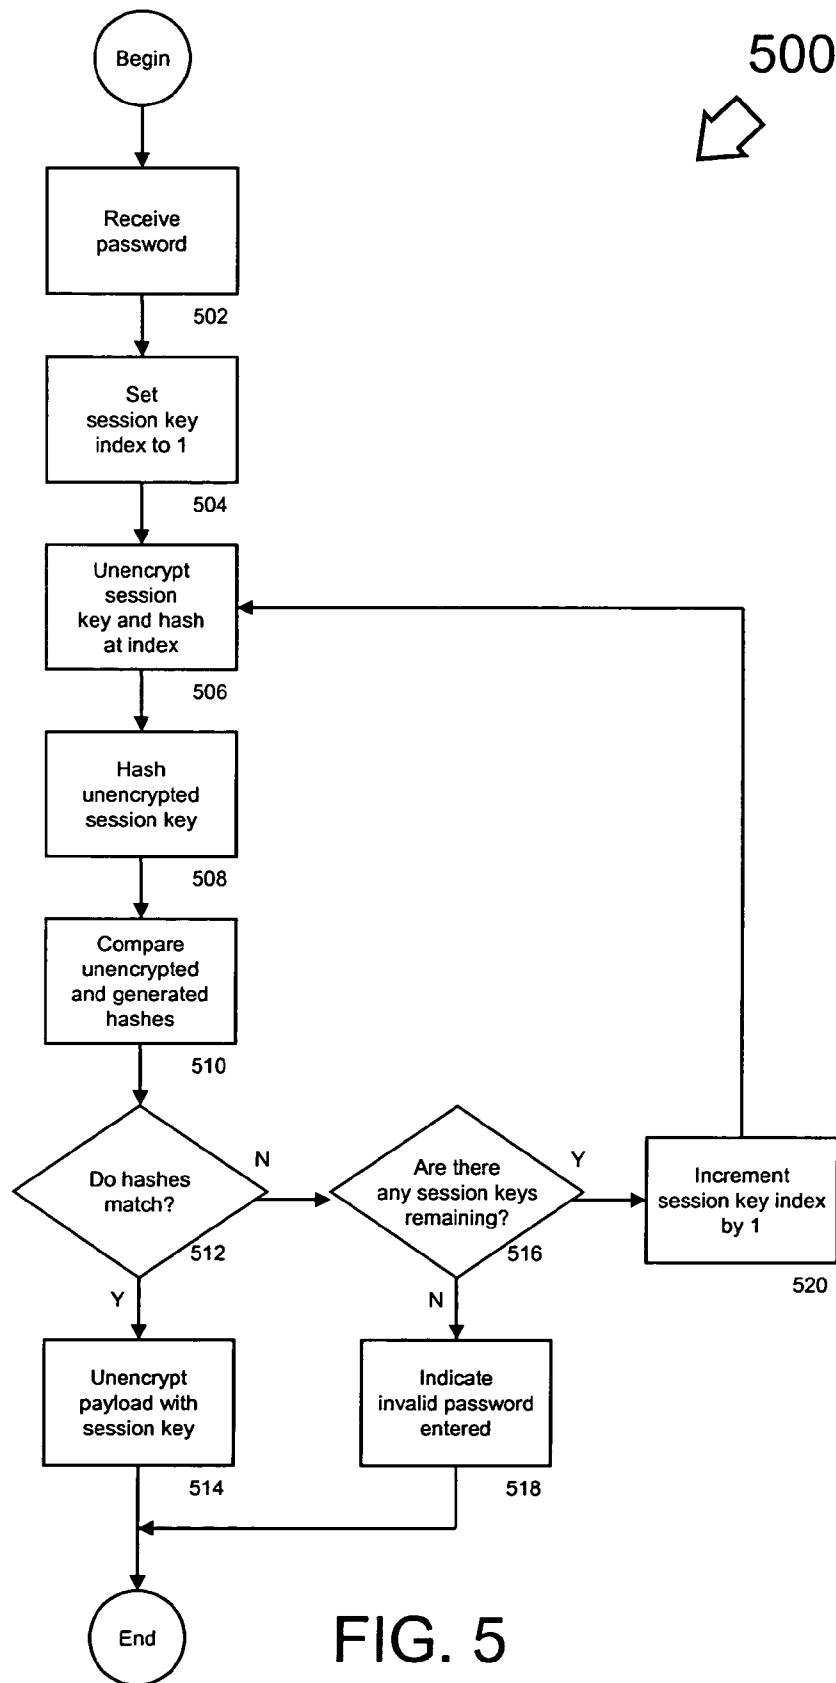 Begin
500
Receive
password
502
Set
session key
index to 1
504
Unencrypt
session
key and hash
at index
506
Hash
unencrypted
session key
508
Compare
unencrypted
and generated
hashes
510
Do hashes
match?
512
N
Y
Are there
any session keys
remaining?
516
Y
N
Increment
session key index
by 1
520
Unencrypt
payload with
session key
514
Indicate
invalid password
entered
518
End
FIG. 5